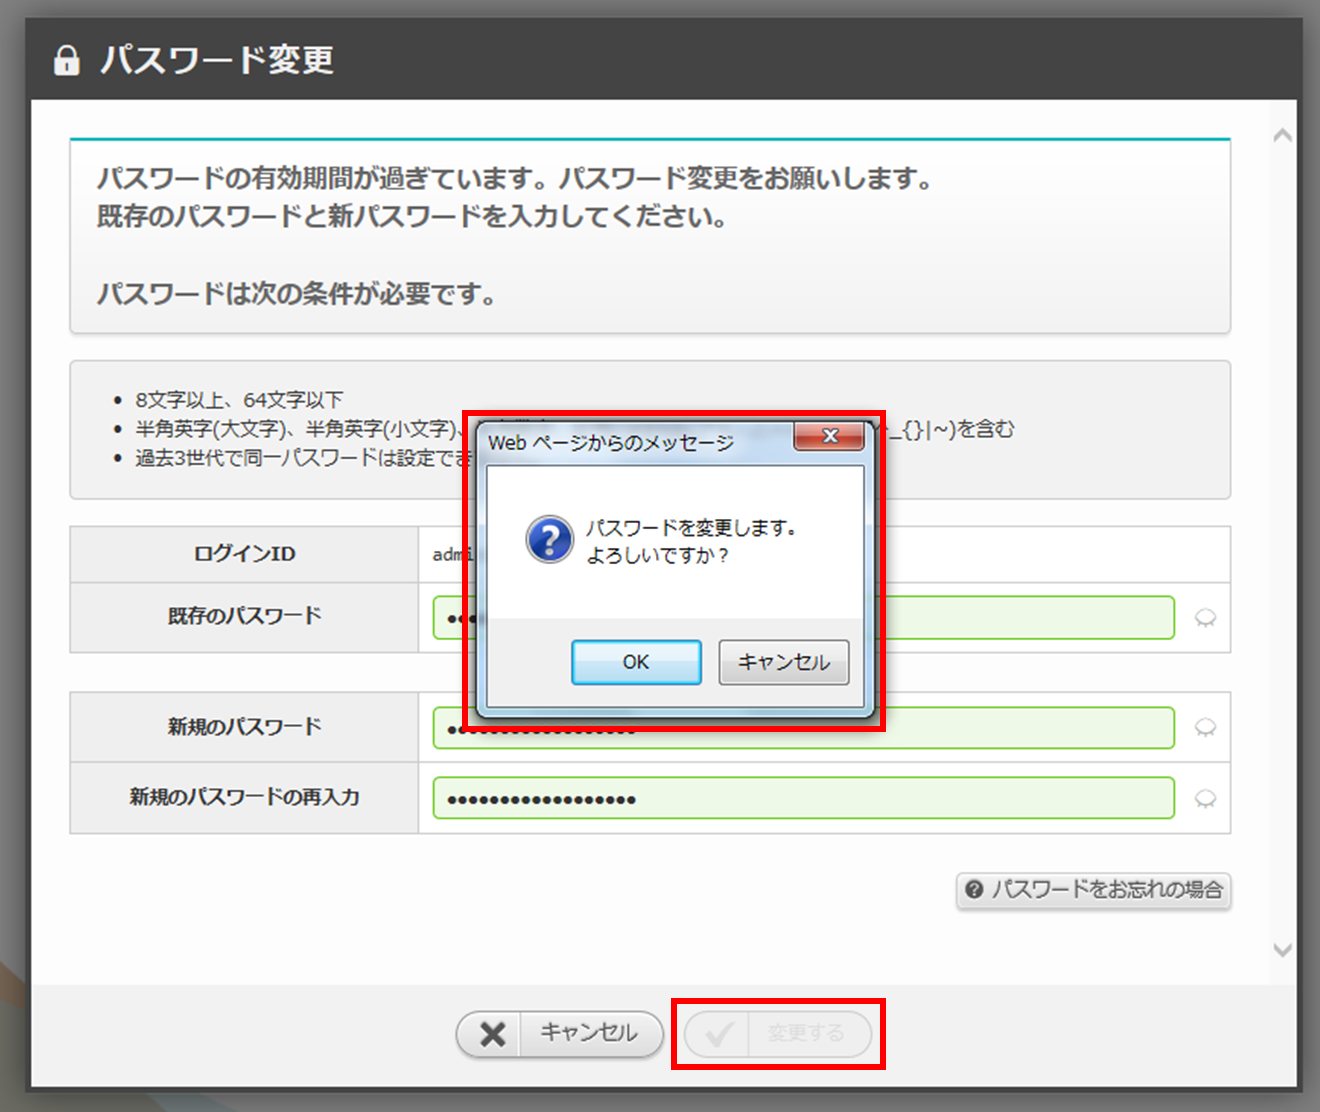 パスワード変更
パスワードの有効期間が過ぎています。パスワード変更をお願いします。
既存のパスワードと新パスワードを入力してください。
パスワードは次の条件が必要です。
8文字以上、64文字以下
半角英字(大文字)、半角英字(小文字)、
_{}|~)を含む
過去3世代で同一パスワードは設定でき
Web ページからのメッセージ
パスワードを変更します。
よろしいですか？
OK
キャンセル
ログインID
admi
既存のパスワード
新規のパスワード
新規のパスワードの再入力
パスワードをお忘れの場合
キャンセル
変更する